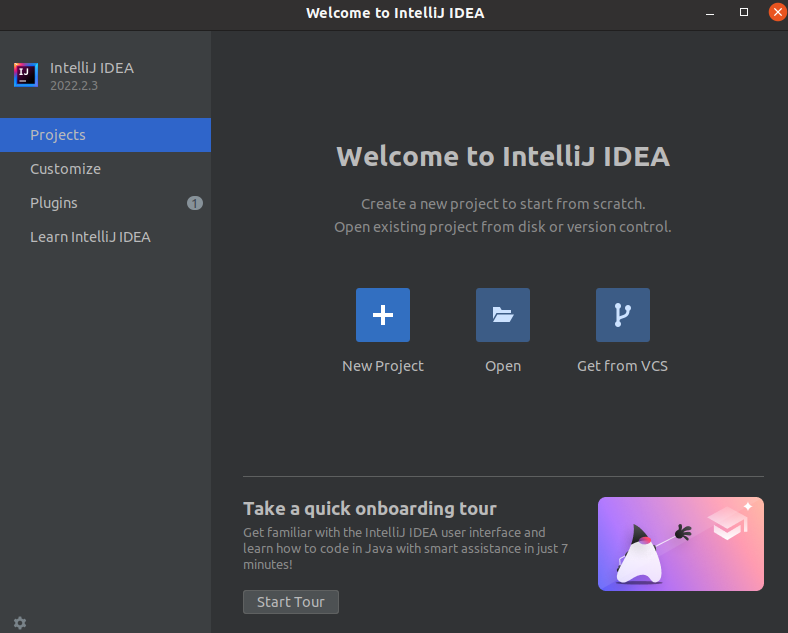 Welcome to IntelliJ IDEA
IJ
IntelliJ IDEA
2022.2.3
Projects
Customize
Plugins
1
Learn IntelliJ IDEA
Welcome to IntelliJ IDEA
Create a new project to start from scratch.
Open existing project from disk or version control.
New Project
Open
Get from VCS
Take a quick onboarding tour
Get familiar with the IntelliJ IDEA user interface and
learn how to code in Java with smart assistance in just 7
minutes!
Start Tour